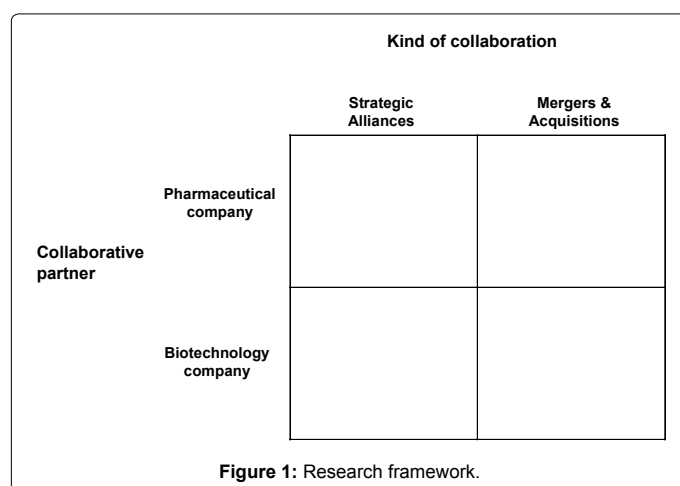 Kind of collaboration
Strategic
Alliances
Mergers &
Acquisitions
Pharmaceutical
company
Collaborative
partner
Biotechnology
company
Figure 1: Research framework.